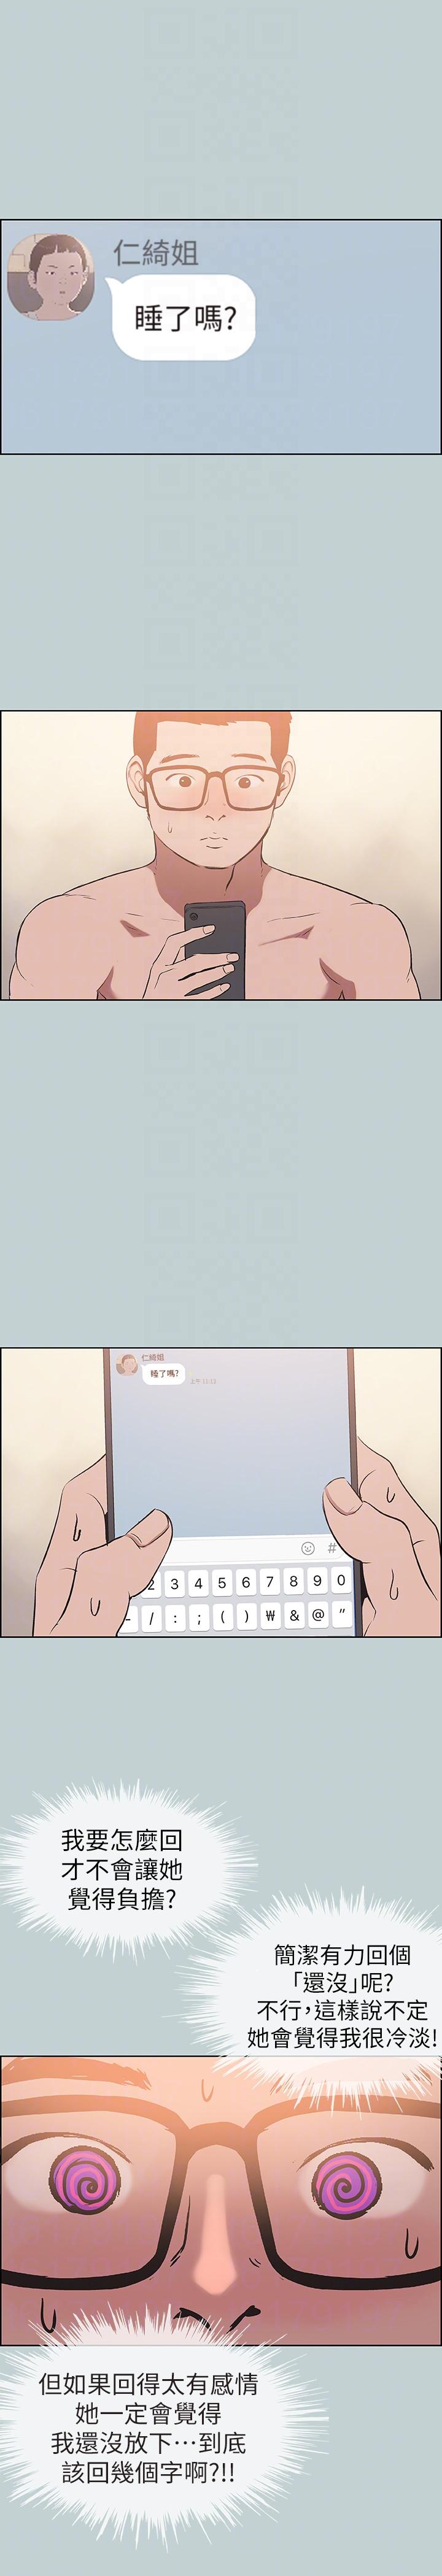 仁綺姐
睡了嗎?
仁綺姐
睡了嗎?
上午 11:11
2 3 4 5 6 7 8 9 0
- / : ; ( ) ₩ & @ "
我要怎麼回
才不會讓她
覺得負擔?
簡潔有力回個
「還沒」呢?
不行,這樣說不定
她會覺得我很冷淡!
但如果回得太有感情
她一定會覺得
我還沒放下⋯到底
該回幾個字啊?!!